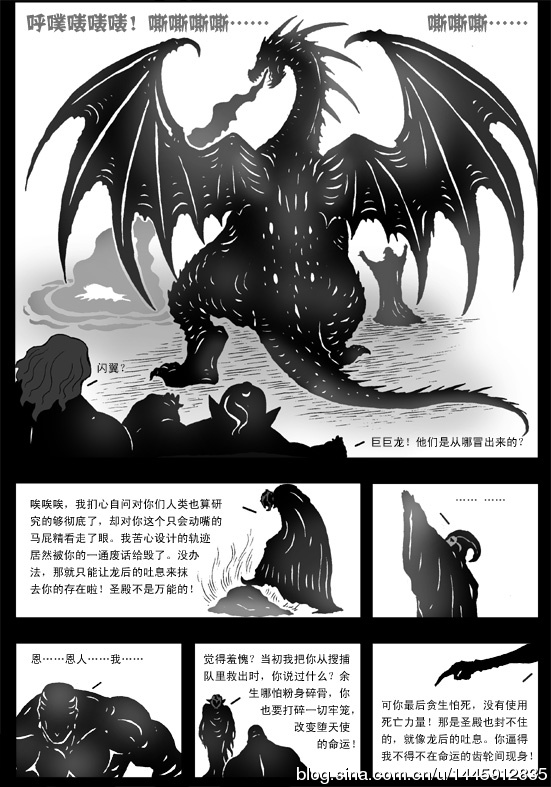 呼噗啵啵啵！嘶嘶嘶嘶……
嘶嘶嘶……
闪翼？
巨巨龙！他们是从哪冒出来的？
唉唉唉，我扪心自问对你们人类也算研
究的够彻底了，却对你这个只会动嘴的
马屁精看走了眼。我苦心设计的轨迹
居然被你的一通废话给毁了。没办
法，那就只能让龙后的吐息来抹
去你的存在啦！圣殿不是万能的！
…… ……
恩……恩人……我……
觉得羞愧？当初我把你从搜捕
队里救出时，你说过什么？余
生哪怕粉身碎骨，你
也要打碎一切牢笼，
改变堕天使
的命运！
可你最后贪生怕死，没有使用
死亡力量！那是圣殿也封不住
的，就像龙后的吐息。你逼得
我不得不在命运的齿轮间现身！
blog.sina.com.cn/u/1445912835